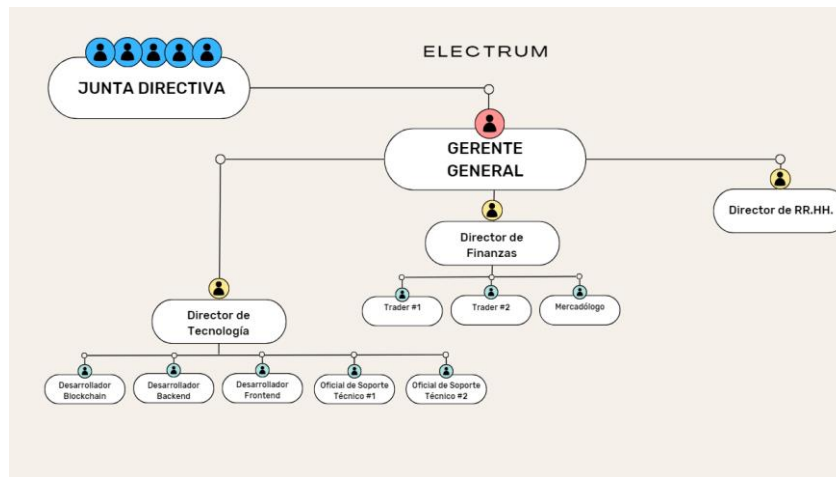 ELECTRUM
JUNTA DIRECTIVA
GERENTE
GENERAL
Director de RR.HH.
Director de
Finanzas
Trader #1
Trader #2
Mercadólogo
Director de
Tecnología
Desarrollador
Blockchain
Desarrollador
Backend
Desarrollador
Frontend
Oficial de Soporte
Técnico #1
Oficial de Soporte
Técnico #2